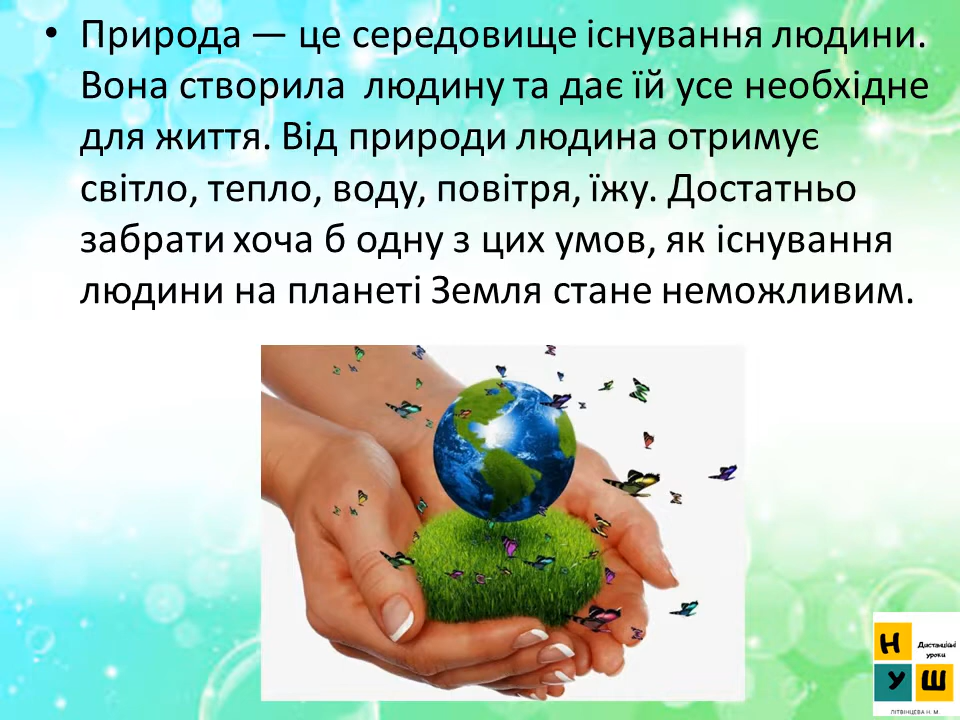 • Природа — це середовище існування людини.
Вона створила людину та дає їй усе необхідне
для життя. Від природи людина отримує
світло, тепло, воду, повітря, їжу. Достатньо
забрати хоча б одну з цих умов, як існування
людини на планеті Земля стане неможливим.
Н
Дистанційні
уроки
У Ш
ЛІТВІНЦЕВА Н. М.